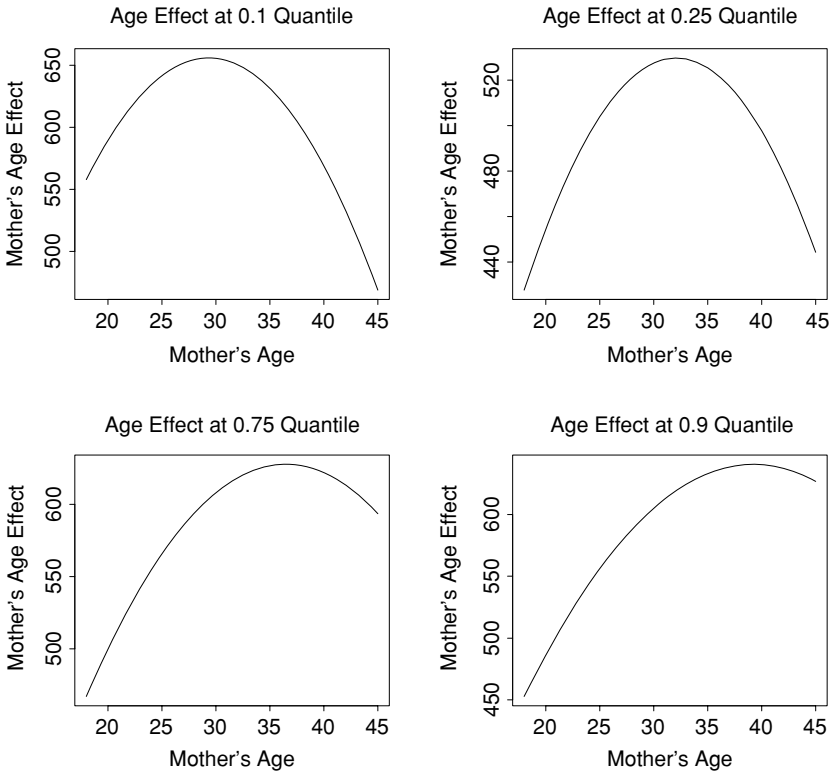 Age Effect at 0.1 Quantile
Mother's Age Effect
650
600
550
500
20 25 30 35 40 45
Mother's Age
Age Effect at 0.25 Quantile
Mother's Age Effect
520
480
440
20 25 30 35 40 45
Mother's Age
Age Effect at 0.75 Quantile
Mother's Age Effect
600
550
500
20 25 30 35 40 45
Mother's Age
Age Effect at 0.9 Quantile
Mother's Age Effect
600
550
500
450
20 25 30 35 40 45
Mother's Age